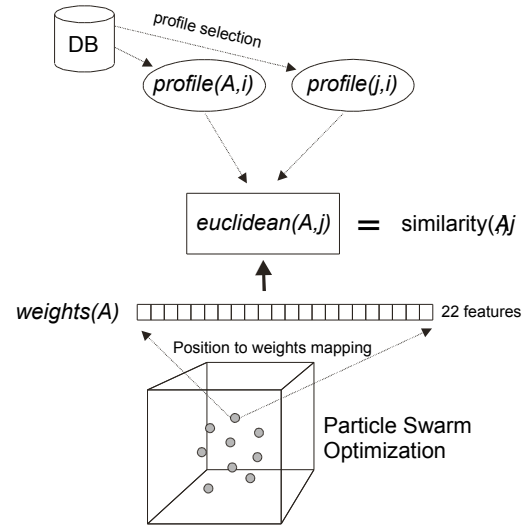 profile selection
DB
profile(A,i)
profile(j,i)
euclidean(A,j)
= similarity(A,j
weights(A)
22 features
Position to weights mapping
Particle Swarm
Optimization